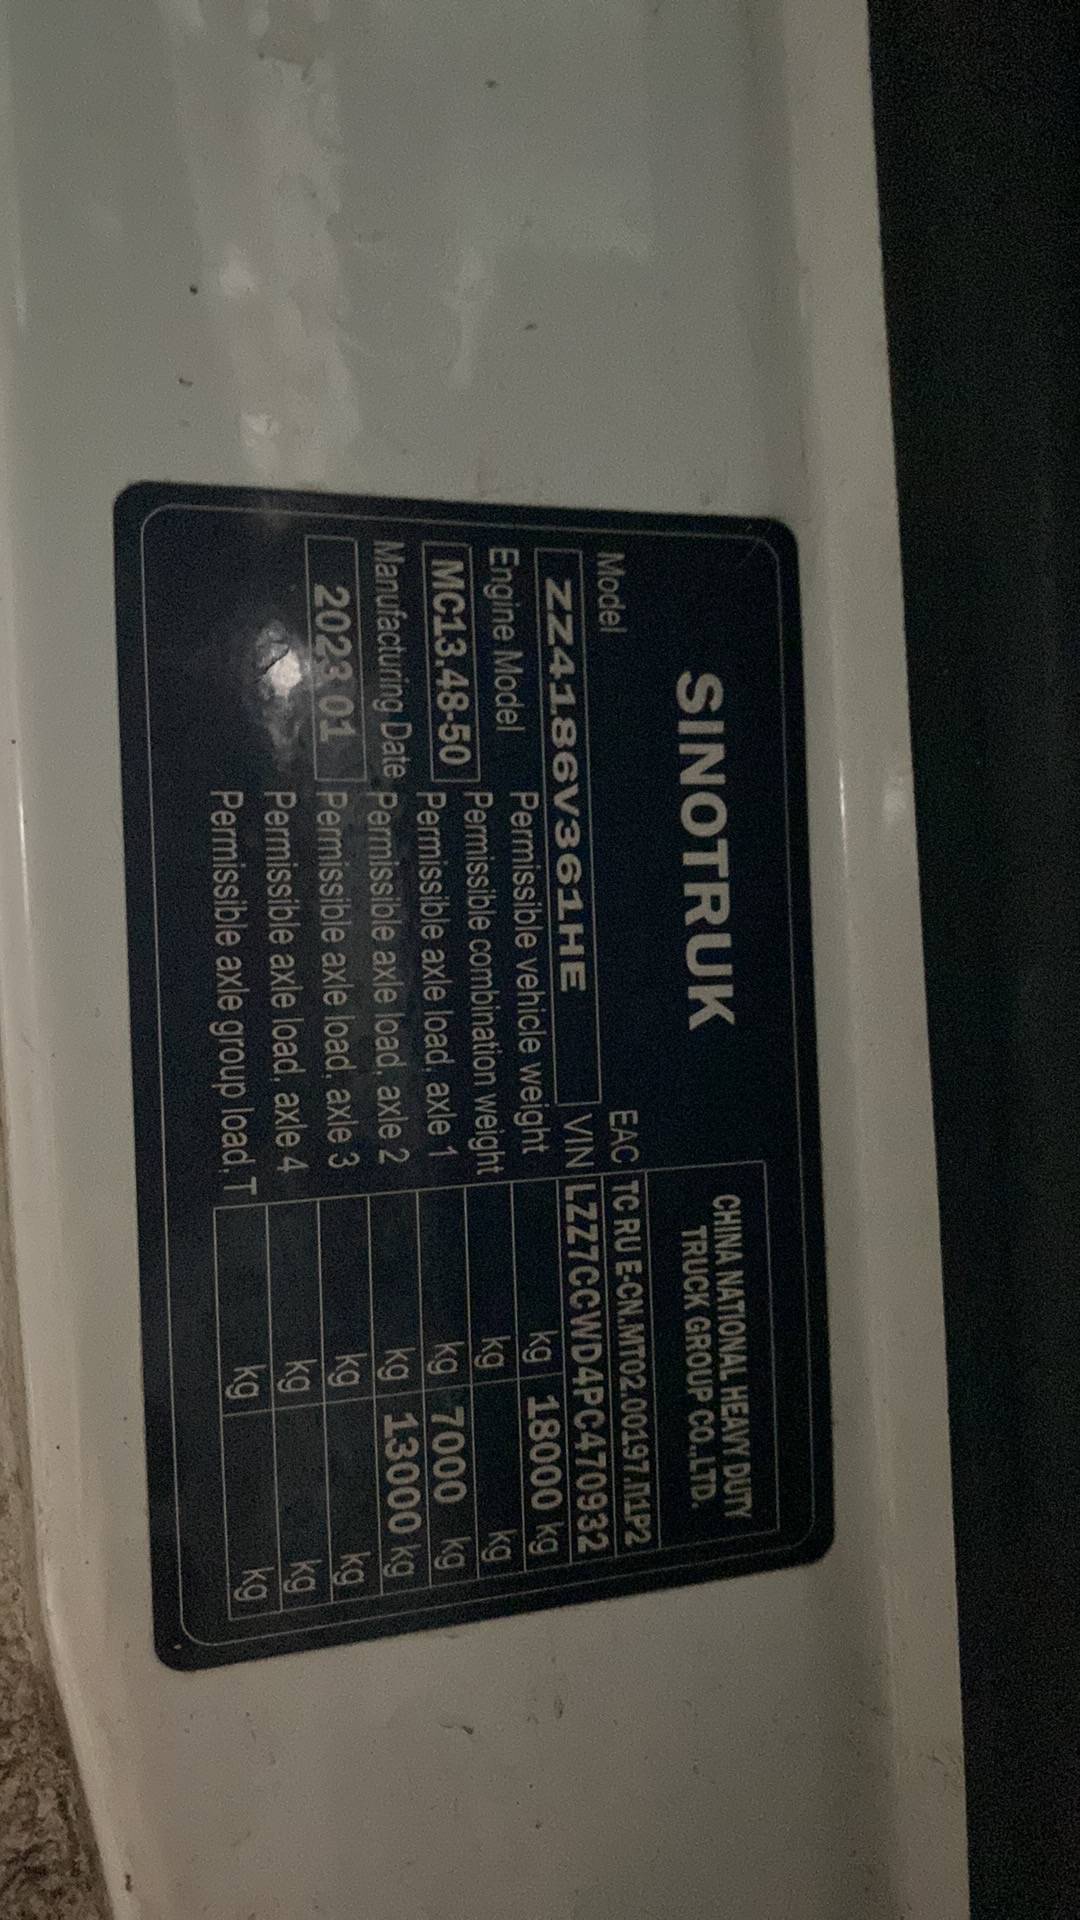 SINOTRUK
CHINA NATIONAL HEAVY DUTY
TRUCK GROUP CO.,LTD.
Model
EAC TC RU E-CN.MT02.00197.П1Р2
ZZ4186V361HE VIN LZZ7CCWD4PC470932
Engine Model Permissible vehicle weight kg 18000 kg
MC13.48-50 Permissible combination weight kg kg
Manufacturing Date Permissible axle load, axle 1 kg 7000 kg
2023 01 Permissible axle load, axle 2 kg 13000 kg
Permissible axle load, axle 3 kg kg
Permissible axle load, axle 4 kg kg
Permissible axle group load, T kg kg